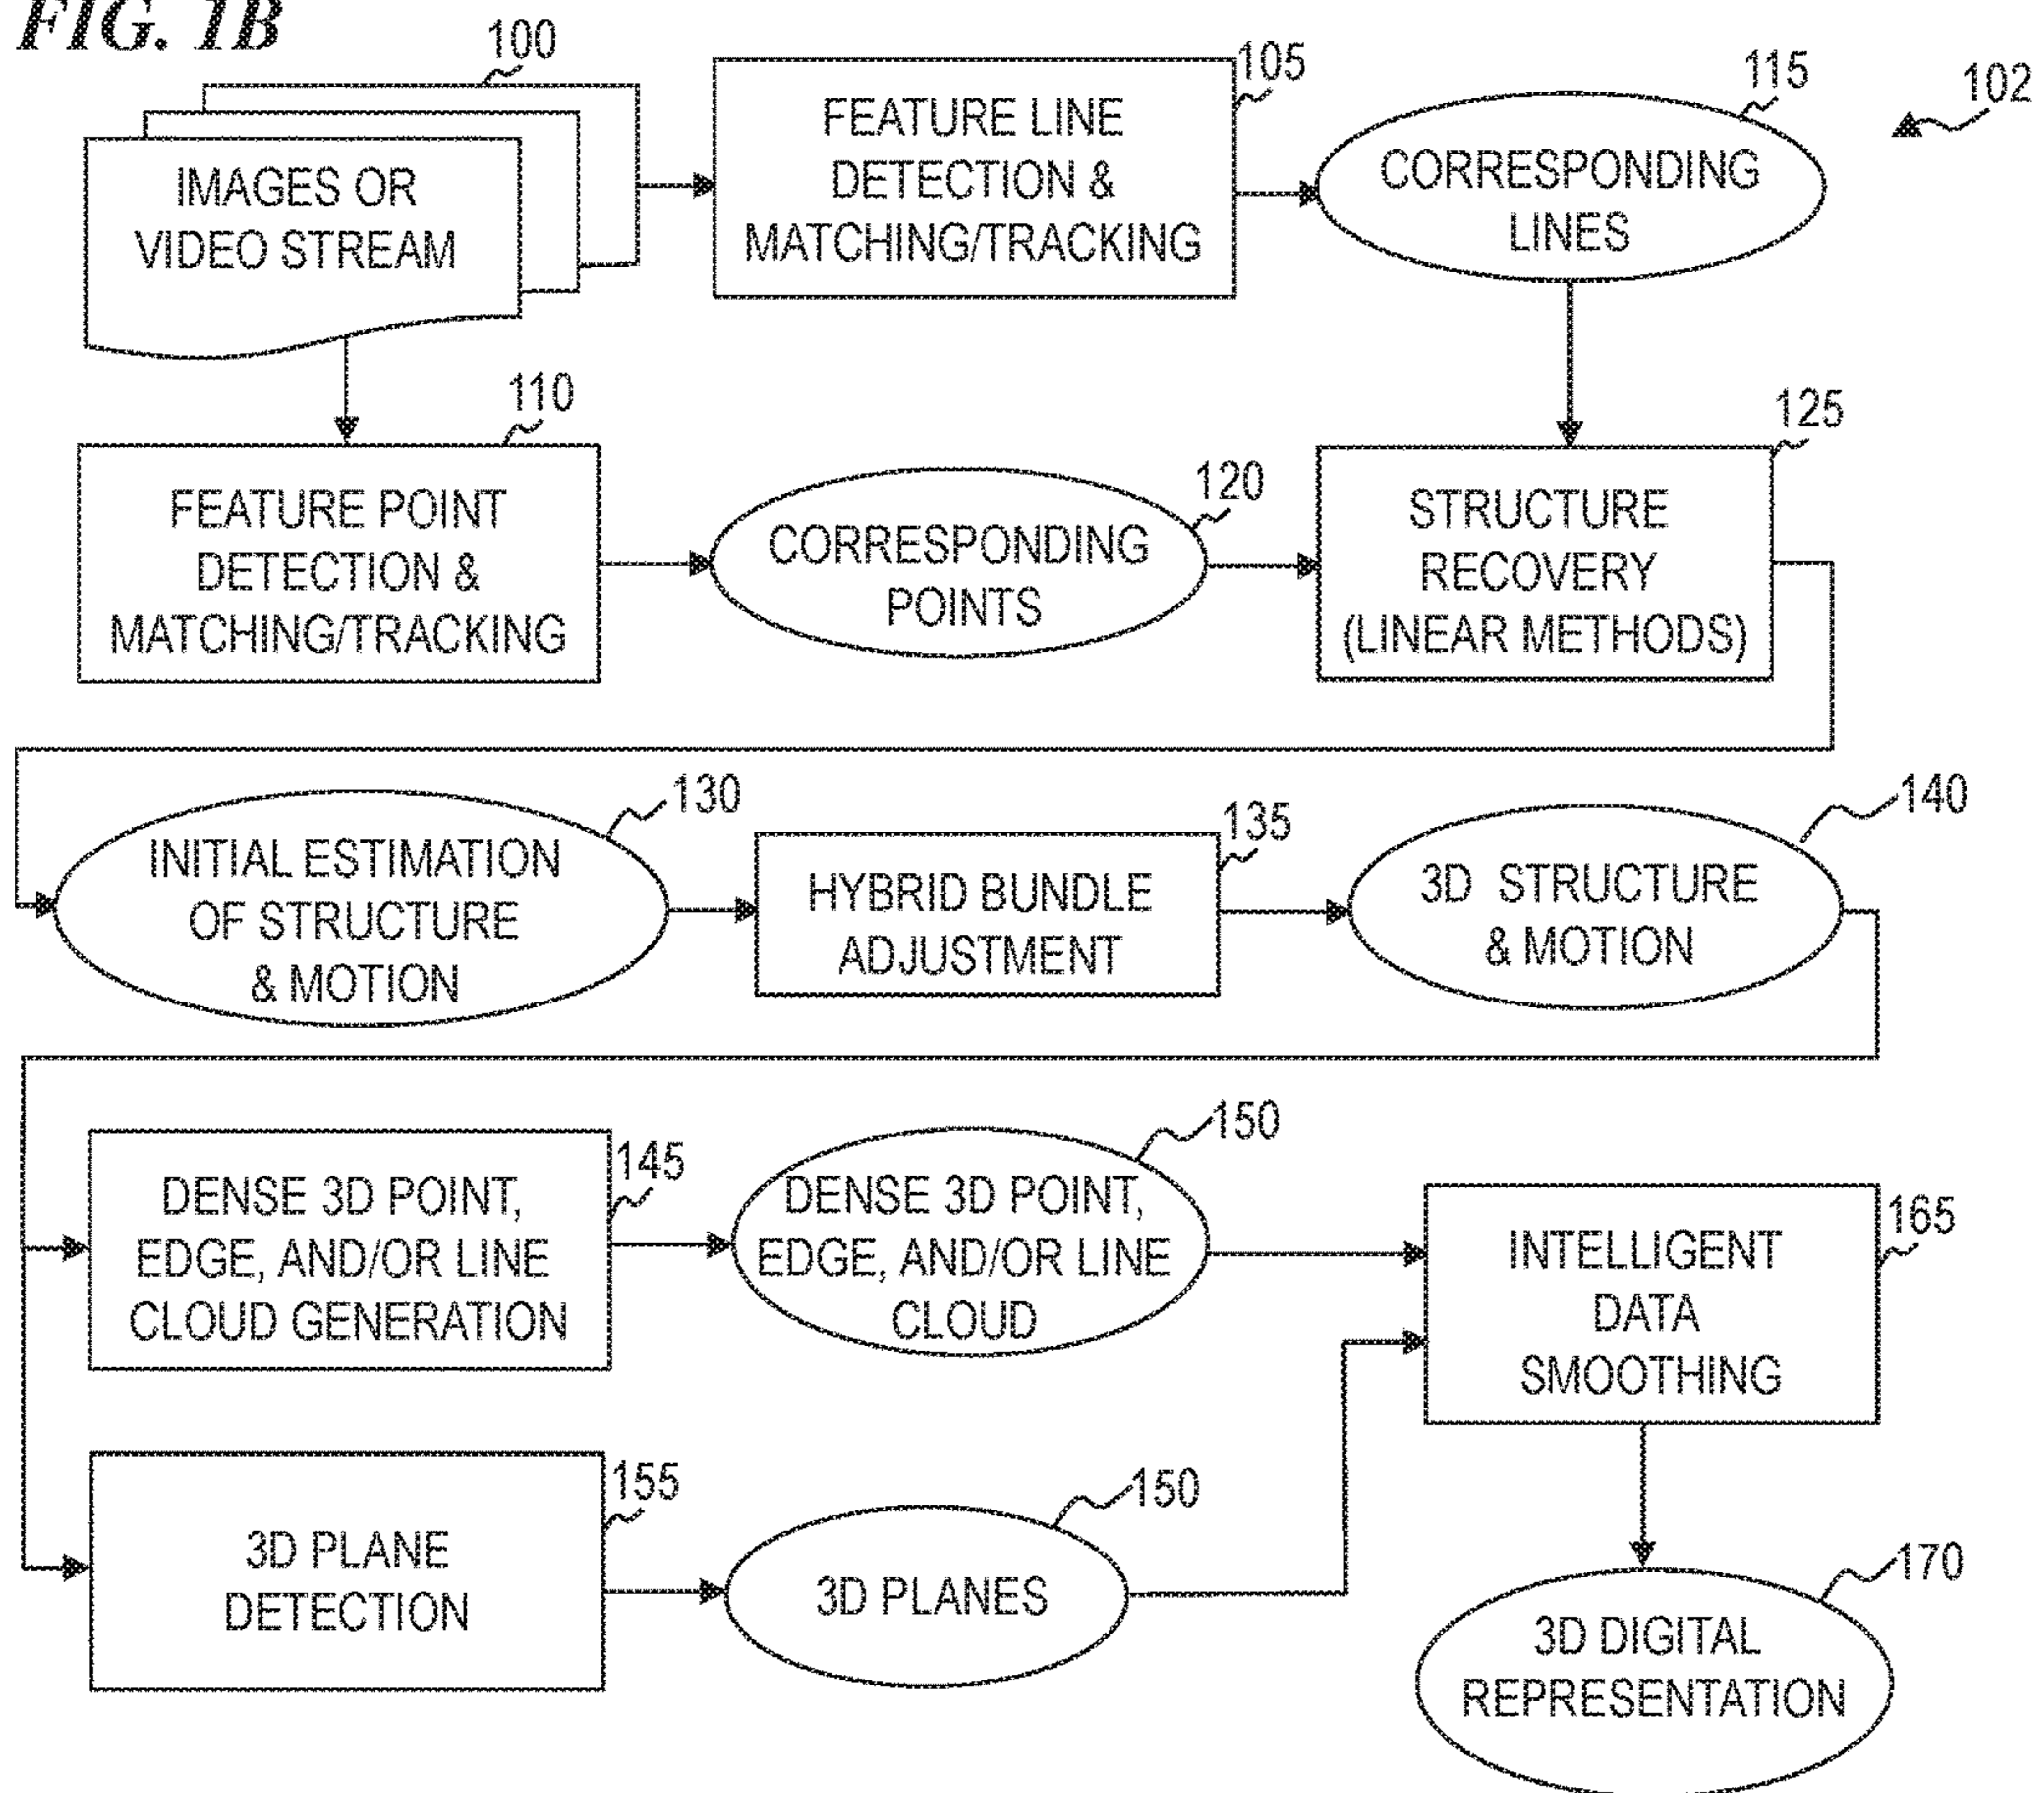 FIG. 1B
100
IMAGES OR
VIDEO STREAM
105
FEATURE LINE
DETECTION &
MATCHING/TRACKING
115
CORRESPONDING
LINES
102
110
FEATURE POINT
DETECTION &
MATCHING/TRACKING
120
CORRESPONDING
POINTS
125
STRUCTURE
RECOVERY
(LINEAR METHODS)
130
INITIAL ESTIMATION
OF STRUCTURE
& MOTION
135
HYBRID BUNDLE
ADJUSTMENT
140
3D STRUCTURE
& MOTION
145
DENSE 3D POINT,
EDGE, AND/OR LINE
CLOUD GENERATION
150
DENSE 3D POINT,
EDGE, AND/OR LINE
CLOUD
165
INTELLIGENT
DATA
SMOOTHING
155
3D PLANE
DETECTION
150
3D PLANES
170
3D DIGITAL
REPRESENTATION